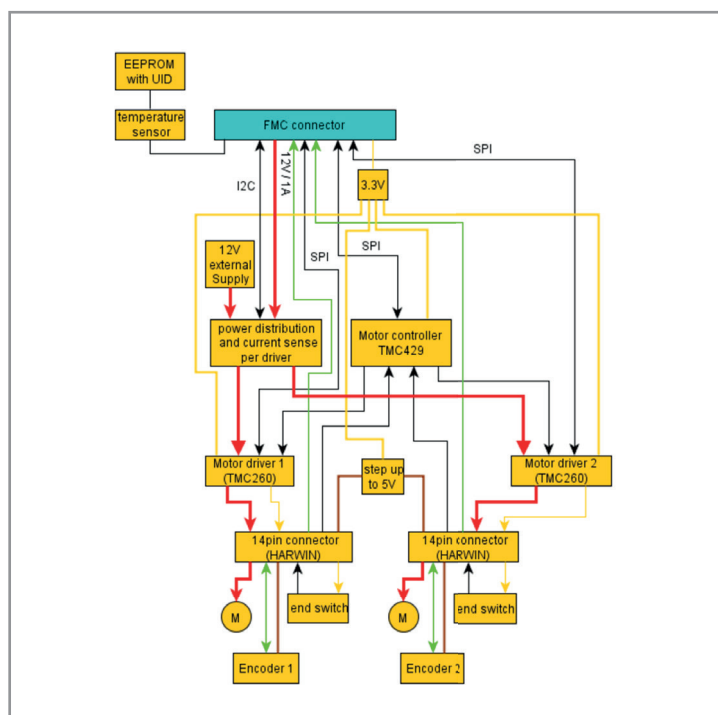 EEPROM
with UID
temperature
sensor
FMC connector
I2C
12V / 1A
SPI
SPI
SPI
3.3V
12V
external
Supply
power distribution
and current sense
per driver
Motor controller
TMC429
Motor driver 1
(TMC260)
step up
to 5V
Motor driver 2
(TMC260)
14pin connector
(HARWIN)
14pin connector
(HARWIN)
M
end switch
M
end switch
Encoder 1
Encoder 2